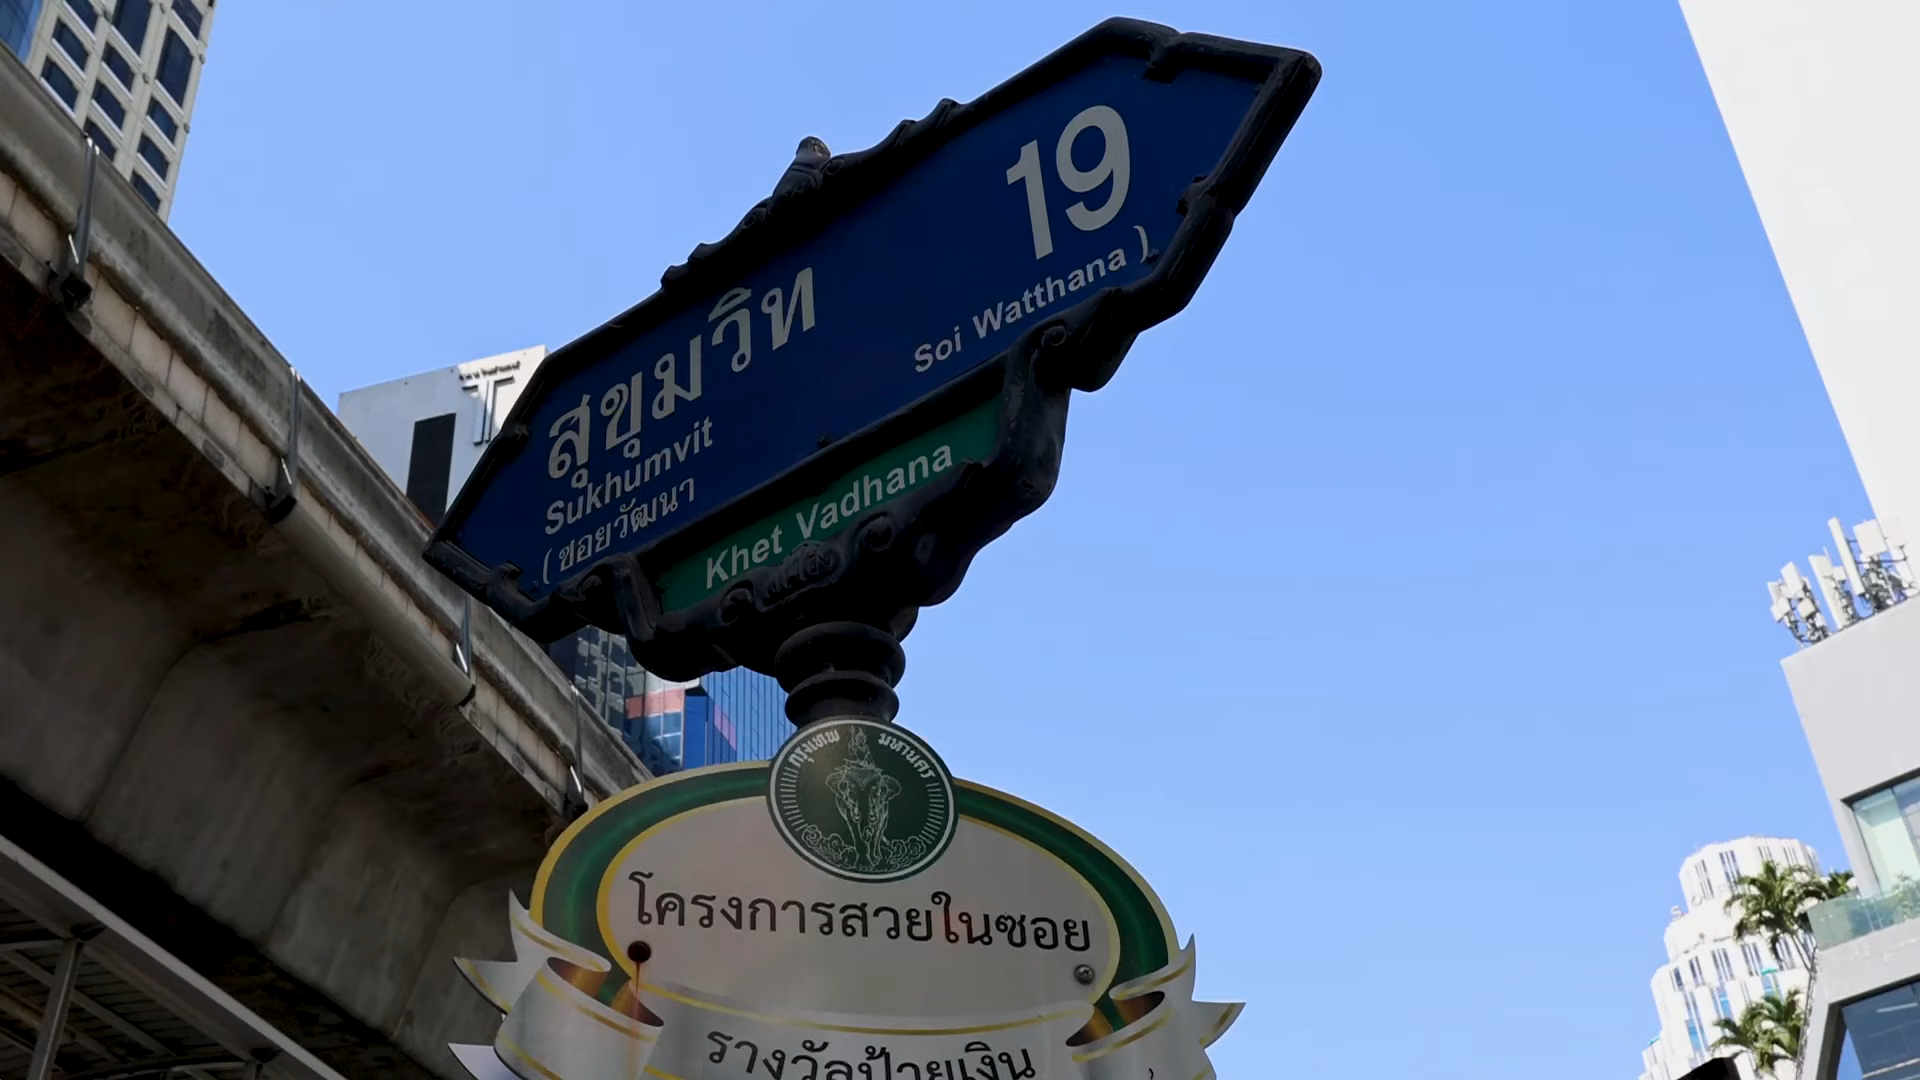 สุขุมวิท 19
Sukhumvit
( ซอยวัฒนา Soi Watthana )
Khet Vadhana
กรุงเทพ มหานคร
โครงการสวยในซอย
รางวัลป้ายเงิน